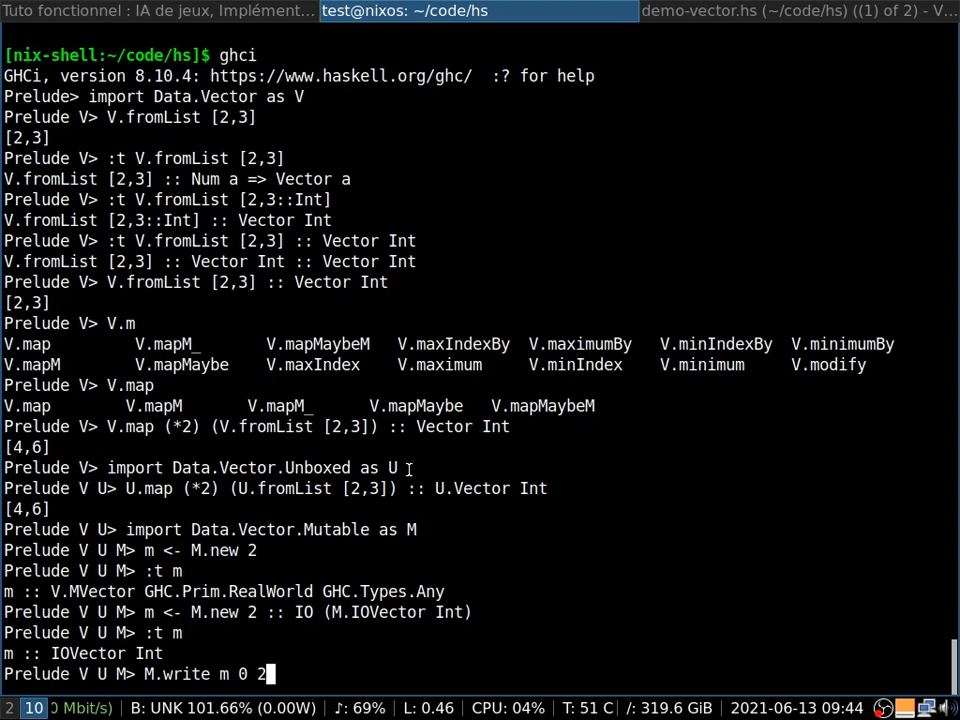 Tuto fonctionnel : IA de jeux, Implément... test@nixos: ~/code/hs demo-vector.hs (~/code/hs) ((1) of 2) - V...
[nix-shell:~/code/hs]$ ghci
GHCi, version 8.10.4: https://www.haskell.org/ghc/  :? for help
Prelude> import Data.Vector as V
Prelude V> V.fromList [2,3]
[2,3]
Prelude V> :t V.fromList [2,3]
V.fromList [2,3] :: Num a => Vector a
Prelude V> :t V.fromList [2,3::Int]
V.fromList [2,3::Int] :: Vector Int
Prelude V> :t V.fromList [2,3] :: Vector Int
V.fromList [2,3] :: Vector Int :: Vector Int
Prelude V> V.fromList [2,3] :: Vector Int
[2,3]
Prelude V> V.m
V.map         V.mapM_       V.mapMaybeM   V.maxIndexBy  V.maximumBy   V.minIndexBy  V.minimumBy
V.mapM        V.mapMaybe    V.maxIndex    V.maximum     V.minIndex    V.minimum     V.modify
Prelude V> V.map
V.map        V.mapM       V.mapM_      V.mapMaybe   V.mapMaybeM
Prelude V> V.map (*2) (V.fromList [2,3]) :: Vector Int
[4,6]
Prelude V> import Data.Vector.Unboxed as U
Prelude V U> U.map (*2) (U.fromList [2,3]) :: U.Vector Int
[4,6]
Prelude V U> import Data.Vector.Mutable as M
Prelude V U M> m <- M.new 2
Prelude V U M> :t m
m :: V.MVector GHC.Prim.RealWorld GHC.Types.Any
Prelude V U M> m <- M.new 2 :: IO (M.IOVector Int)
Prelude V U M> :t m
m :: IOVector Int
Prelude V U M> M.write m 0 2
2 10 0 Mbit/s) B: UNK 101.66% (0.00W) ♪: 69% L: 0.46 CPU: 04% T: 51 C /: 319.6 GiB 2021-06-13 09:44